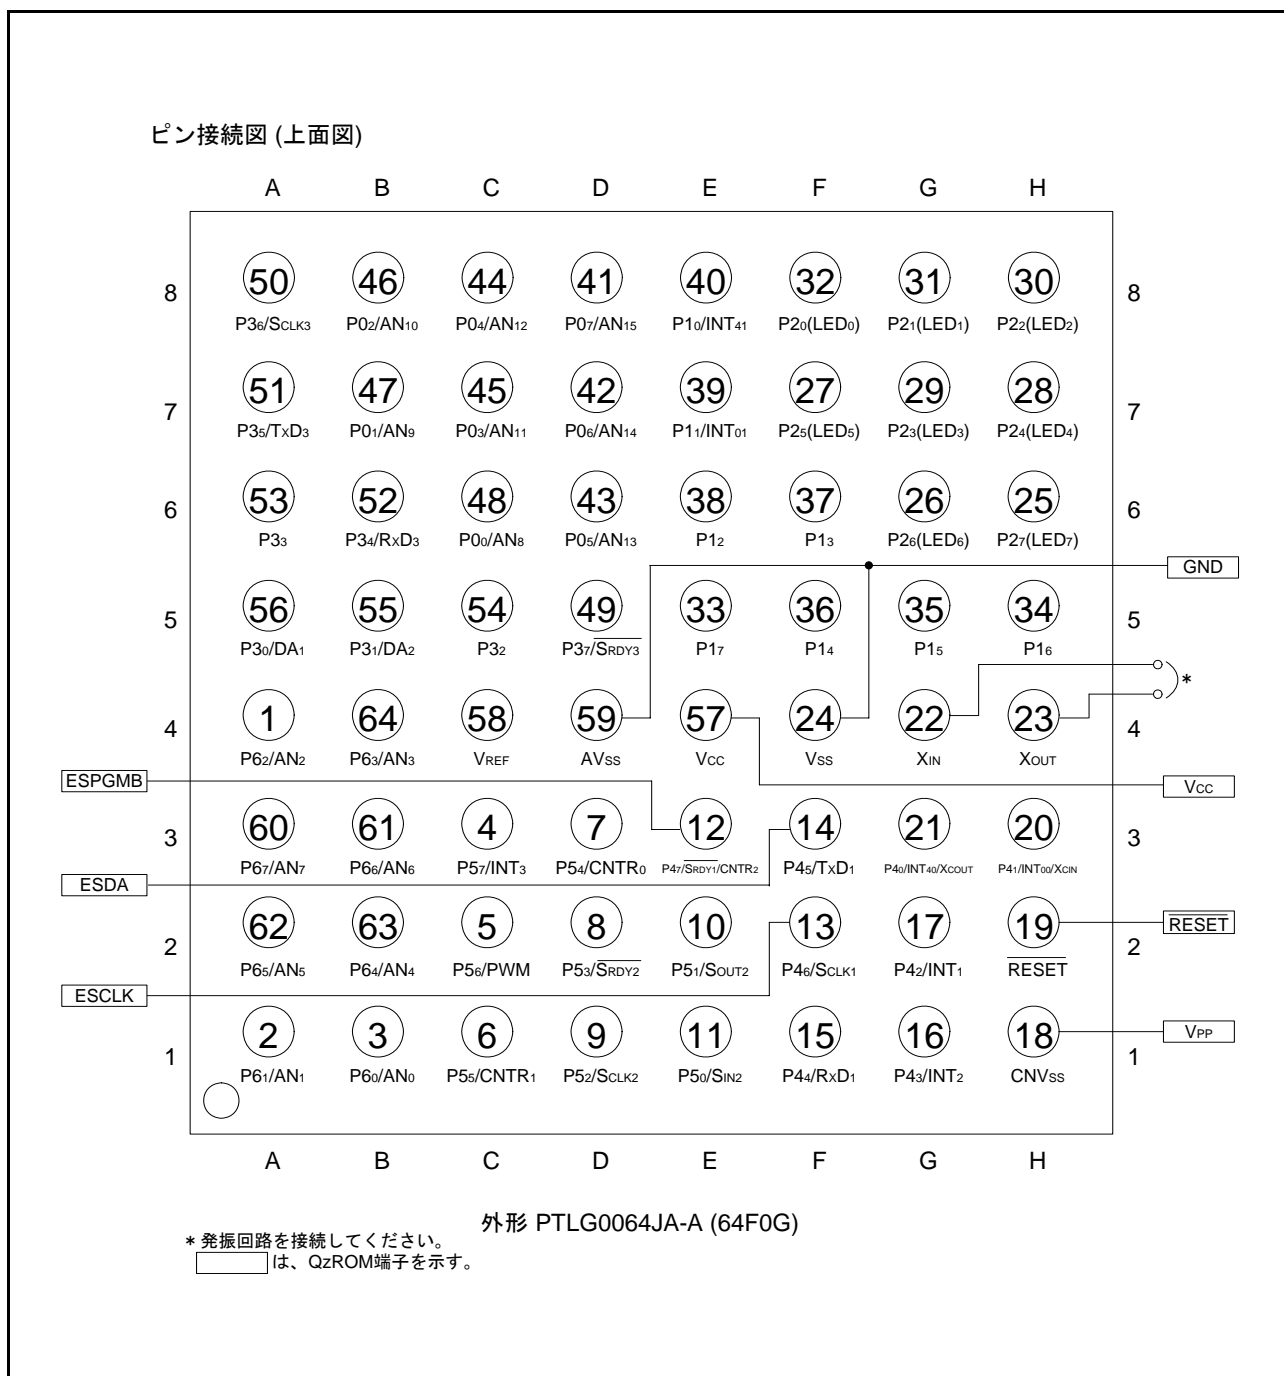 ピン接続図 (上面図)
A B C D E F G H
8 50 46 44 41 40 32 31 30 8
P36/SCLK3 P02/AN10 P04/AN12 P07/AN15 P10/INT41 P20(LED0) P21(LED1) P22(LED2)
7 51 47 45 42 39 27 29 28 7
P35/TxD3 P01/AN9 P03/AN11 P06/AN14 P11/INT01 P25(LED5) P23(LED3) P24(LED4)
6 53 52 48 43 38 37 26 25 6
P33 P34/RxD3 P00/AN8 P05/AN13 P12 P13 P26(LED6) P27(LED7)
GND
5 56 55 54 49 33 36 35 34 5
P30/DA1 P31/DA2 P32 P37/SRDY3 P17 P14 P15 P16
*
4 1 64 58 59 57 24 22 23 4
P62/AN2 P63/AN3 VREF AVSS VCC VSS XIN XOUT
ESPGMB
VCC
3 60 61 4 7 12 14 21 20 3
P67/AN7 P66/AN6 P57/INT3 P54/CNTR0 P47/SRDY1/CNTR2 P45/TxD1 P40/INT40/XCOUT P41/INT00/XCIN
ESDA
2 62 63 5 8 10 13 17 19 2
RESET
P65/AN5 P64/AN4 P56/PWM P53/SRDY2 P51/SOUT2 P46/SCLK1 P42/INT1 RESET
ESCLK
1 2 3 6 9 11 15 16 18 1
VPP
P61/AN1 P60/AN0 P55/CNTR1 P52/SCLK2 P50/SIN2 P44/RxD1 P43/INT2 CNVSS
A B C D E F G H
外形 PTLG0064JA-A (64F0G)
* 発振回路を接続してください。
は、QzROM端子を示す。